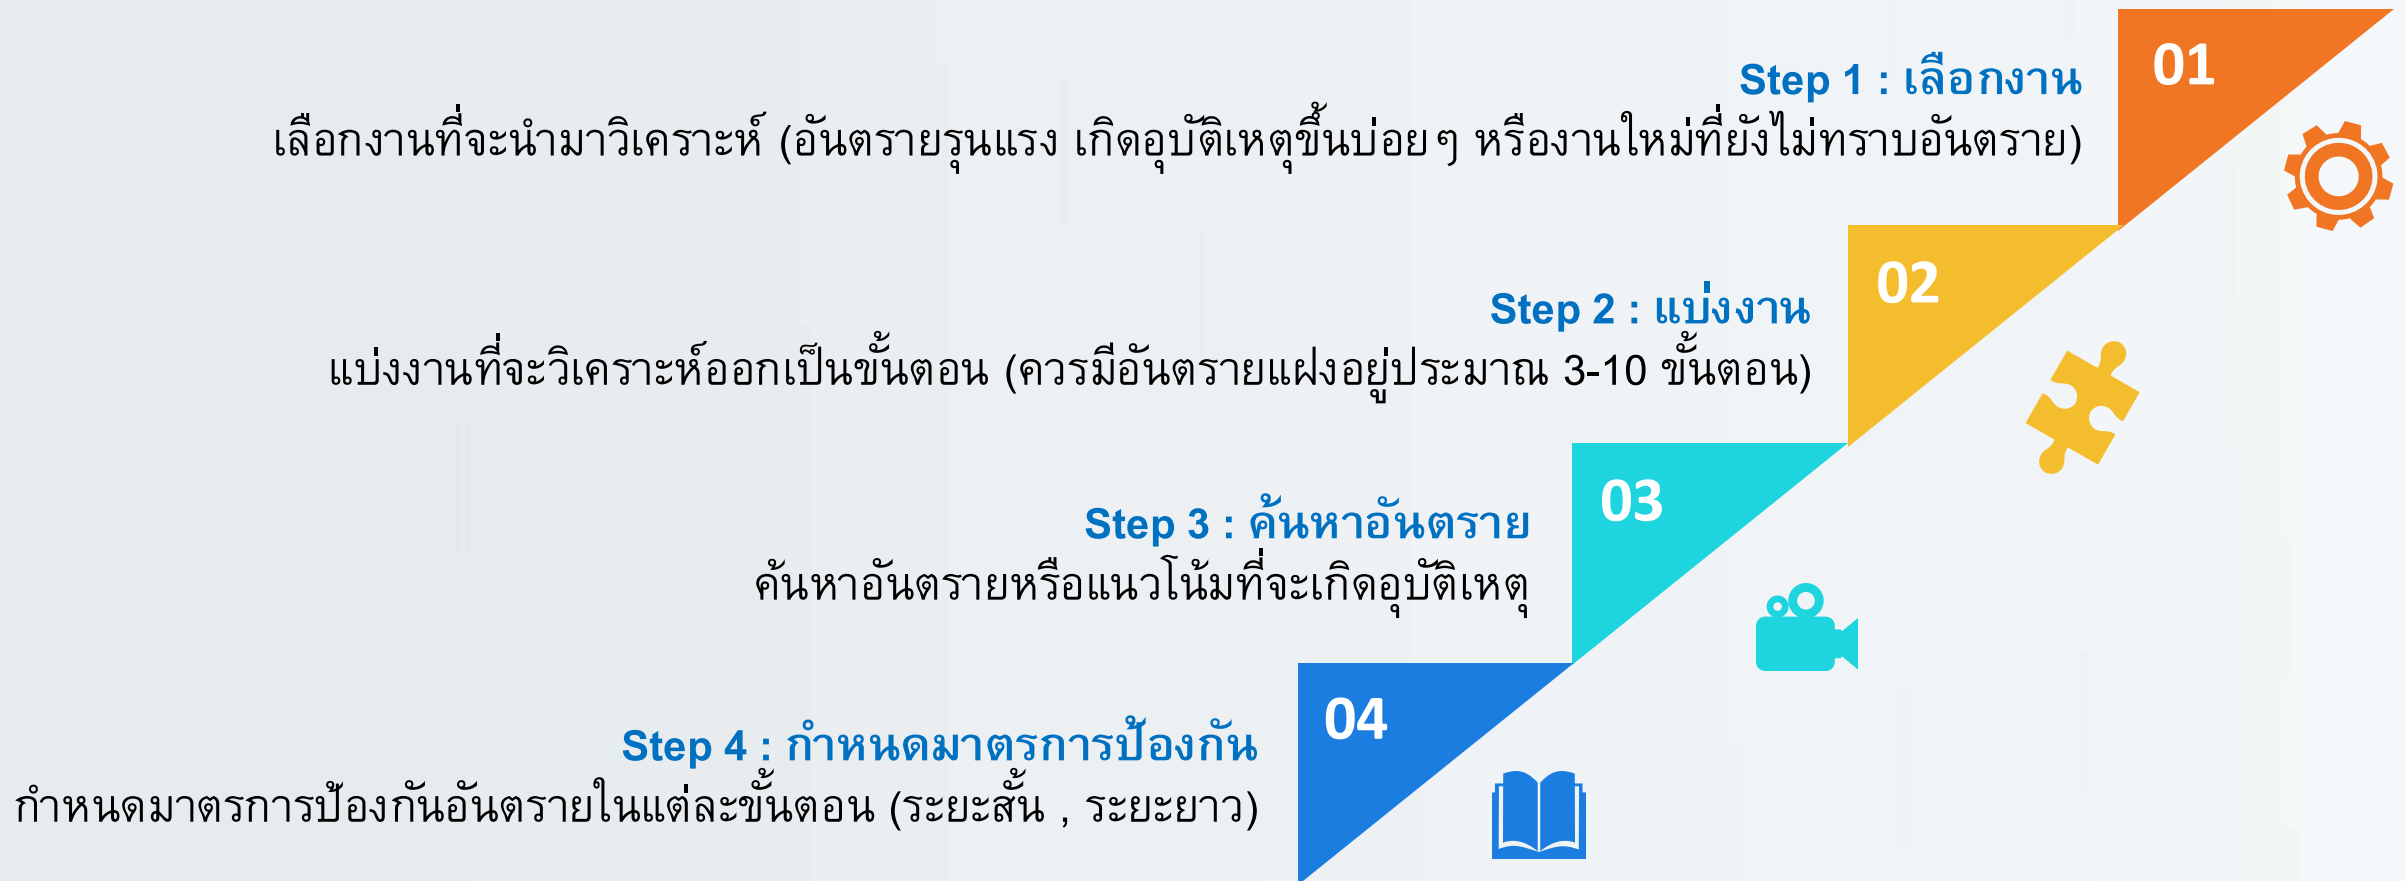 01
Step 1 : เลือกงาน
เลือกงานที่จะนำมาวิเคราะห์ (อันตรายรุนแรง เกิดอุบัติเหตุขึ้นบ่อยๆ หรืองานใหม่ที่ยังไม่ทราบอันตราย)
02
Step 2 : แบ่งงาน
แบ่งงานที่จะวิเคราะห์ออกเป็นขั้นตอน (ควรมีอันตรายแฝงอยู่ประมาณ 3-10 ขั้นตอน)
03
Step 3 : ค้นหาอันตราย
ค้นหาอันตรายหรือแนวโน้มที่จะเกิดอุบัติเหตุ
04
Step 4 : กำหนดมาตรการป้องกัน
กำหนดมาตรการป้องกันอันตรายในแต่ละขั้นตอน (ระยะสั้น , ระยะยาว)